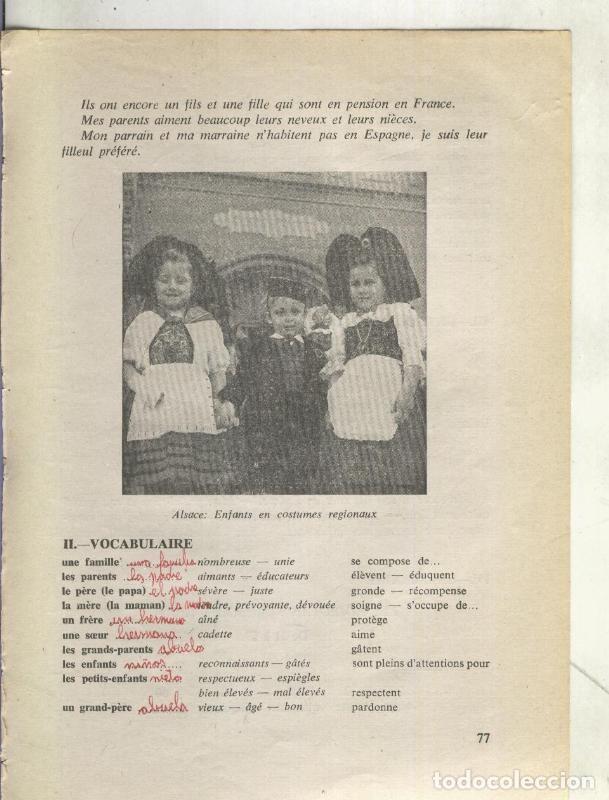 Ils ont encore un fils et une fille qui sont en pension en France.
Mes parents aiment beaucoup leurs neveux et leurs nièces.
Mon parrain et ma marraine n'habitent pas en Espagne, je suis leur
filleul préféré.
Alsace: Enfants en costumes regionaux
II.—VOCABULAIRE
une famille una familia nombreuse — unie se compose de...
les parents los padre aimants — éducateurs élèvent — éduquent
le père (le papa) el padre sévère — juste gronde — récompense
la mère (la maman) la madre tendre, prévoyante, dévouée soigne — s'occupe de...
un frère hermano aîné protège
une sœur hermana cadette aime
les grands-parents abuelo gâtent
les enfants niños.... reconnaissants — gâtés sont pleins d'attentions pour
les petits-enfants nieto respectueux — espiègles
bien élevés — mal élevés respectent
un grand-père abuela vieux — âgé — bon pardonne
77
todocoleccion.net